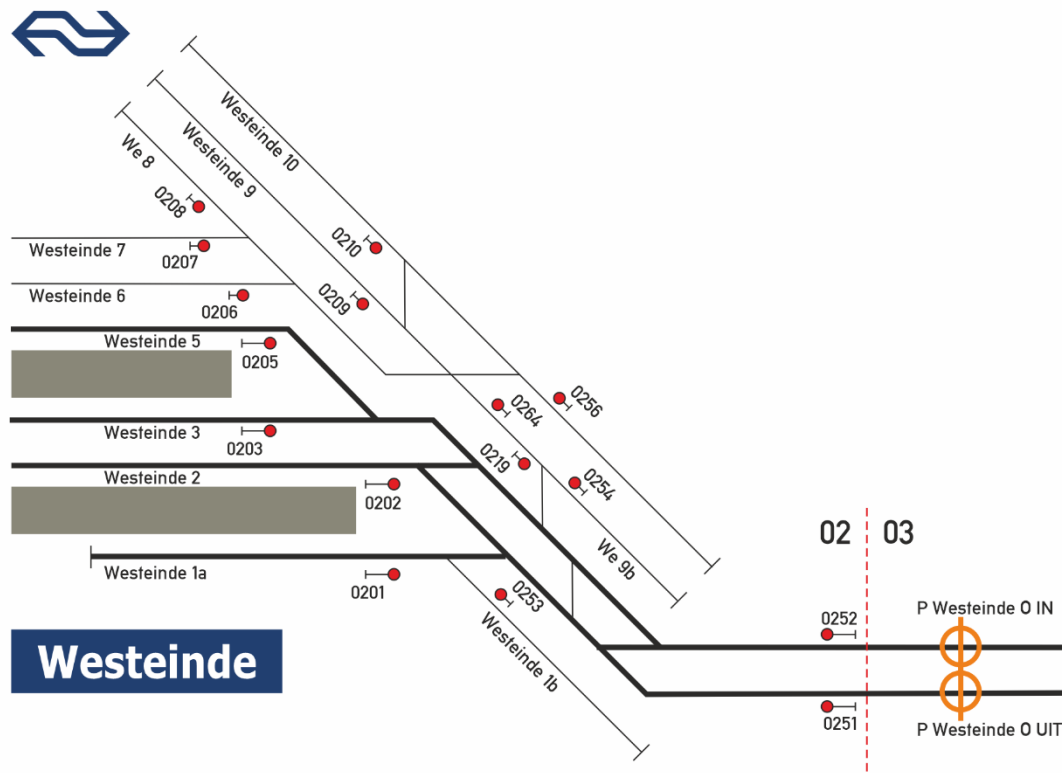 Westeinde 10
Westeinde 9
We 8
0208
0210
Westeinde 7
0207
0209
Westeinde 6
0206
Westeinde 5
0205
0256
0264
Westeinde 3
0203
0219
0254
Westeinde 2
0202
02
03
We 9b
Westeinde 1a
0201
0253
0252
P Westeinde O IN
Westeinde
Westeinde 1b
0251
P Westeinde O UIT